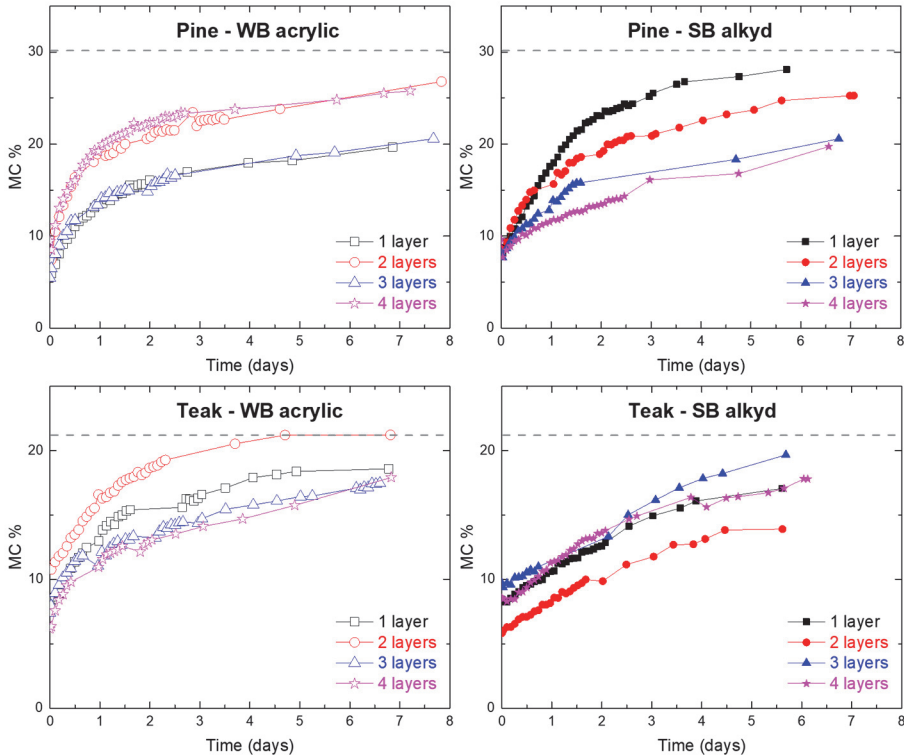 Pine - WB acrylic
30
20
10
0
MC %
1 layer
2 layers
3 layers
4 layers
0 1 2 3 4 5 6 7 8
Time (days)
Pine - SB alkyd
30
20
10
0
MC %
1 layer
2 layers
3 layers
4 layers
0 1 2 3 4 5 6 7 8
Time (days)
Teak - WB acrylic
20
10
0
MC %
1 layer
2 layers
3 layers
4 layers
0 1 2 3 4 5 6 7 8
Time (days)
Teak - SB alkyd
20
10
0
MC %
1 layer
2 layers
3 layers
4 layers
0 1 2 3 4 5 6 7 8
Time (days)